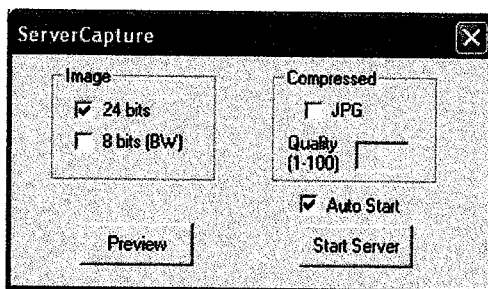 ServerCapture
Image
24 bits
8 bits (BW)
Compressed
JPG
Quality
(1-100)
Auto Start
Preview
Start Server